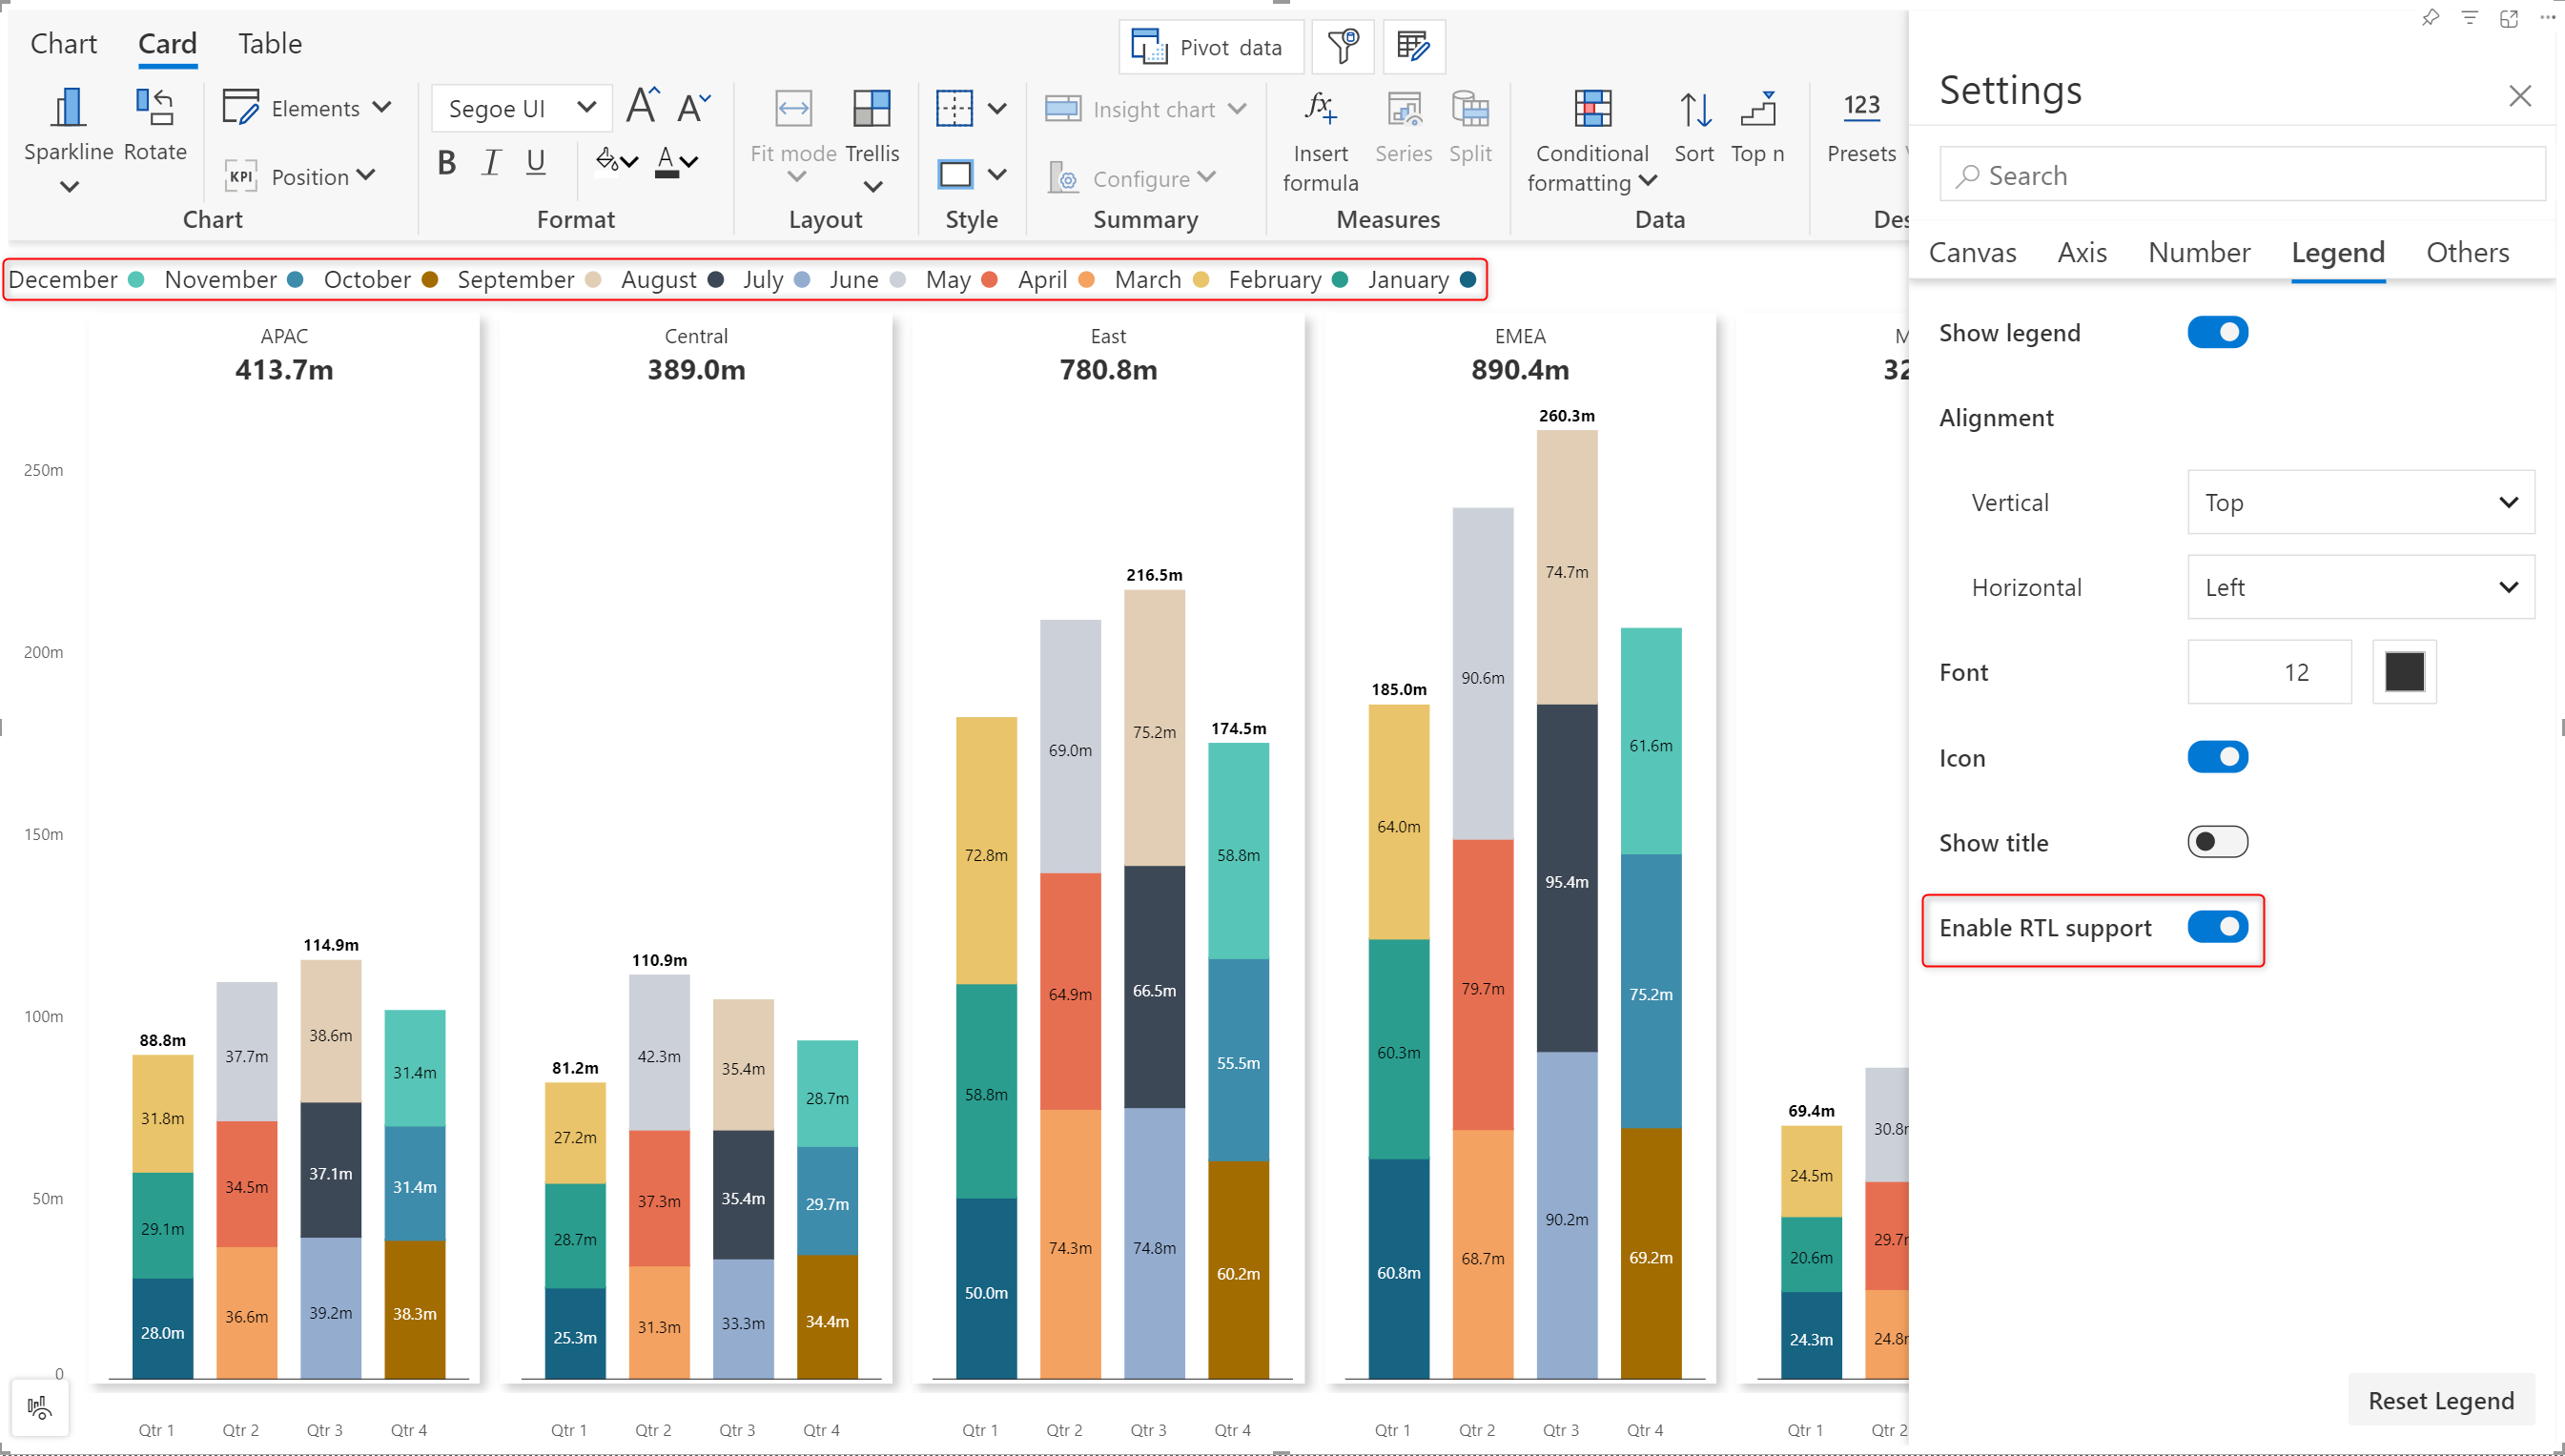 Chart Card Table
Pivot data
Sparkline Rotate Elements Position
Chart
Segoe UI
A A
B I U A
Format
Fit mode Trellis
Layout
Style
Insight chart
Configure
Summary
Insert formula Series Split
Measures
Conditional formatting Sort Top n
Data
123
Presets
December November October September August July June May April March February January
APAC
413.7m
Central
389.0m
East
780.8m
EMEA
890.4m
250m
200m
150m
100m
50m
0
88.8m
31.8m
29.1m
28.0m
37.7m
34.5m
36.6m
114.9m
38.6m
37.1m
39.2m
31.4m
31.4m
38.3m
Qtr 1 Qtr 2 Qtr 3 Qtr 4
81.2m
27.2m
28.7m
25.3m
110.9m
42.3m
37.3m
31.3m
35.4m
35.4m
33.3m
28.7m
29.7m
34.4m
Qtr 1 Qtr 2 Qtr 3 Qtr 4
72.8m
58.8m
50.0m
69.0m
64.9m
74.3m
216.5m
75.2m
66.5m
74.8m
174.5m
58.8m
55.5m
60.2m
Qtr 1 Qtr 2 Qtr 3 Qtr 4
185.0m
64.0m
60.3m
60.8m
90.6m
79.7m
68.7m
260.3m
74.7m
95.4m
90.2m
61.6m
75.2m
69.2m
Qtr 1 Qtr 2 Qtr 3 Qtr 4
69.4m
24.5m
20.6m
24.3m
30.8
29.7
24.8
Qtr 1 Qtr 2
Settings
Search
Canvas Axis Number Legend Others
Show legend
Alignment
Vertical Top
Horizontal Left
Font 12
Icon
Show title
Enable RTL support
Reset Legend